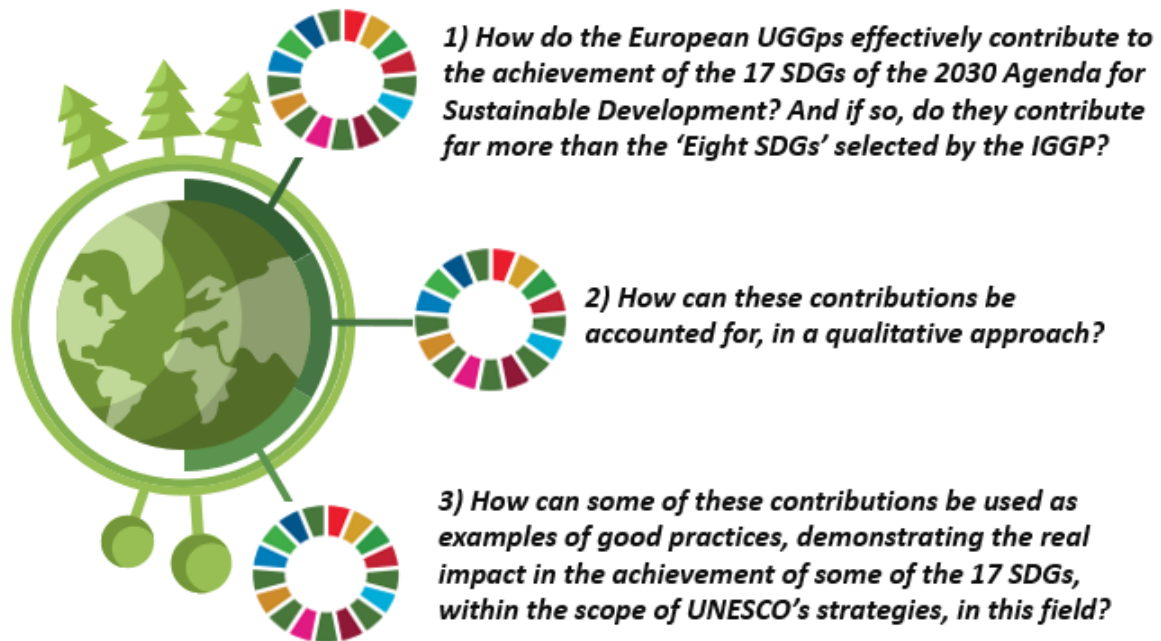 1) How do the European UGGps effectively contribute to
the achievement of the 17 SDGs of the 2030 Agenda for
Sustainable Development? And if so, do they contribute
far more than the ‘Eight SDGs’ selected by the IGGP?
2) How can these contributions be
accounted for, in a qualitative approach?
3) How can some of these contributions be used as
examples of good practices, demonstrating the real
impact in the achievement of some of the 17 SDGs,
within the scope of UNESCO’s strategies, in this field?